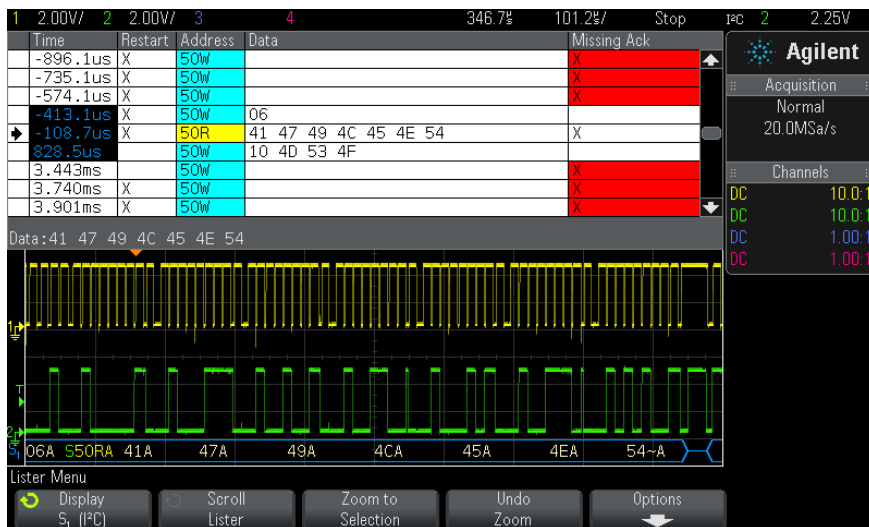 1 2.00V/ 2 2.00V/ 3 4 346.7µs 101.2µs/ Stop I²C 2 2.25V
Time Restart Address Data Missing Ack
-896.1us X 50W X
-735.1us X 50W X
-574.1us X 50W X
-413.1us X 50W 06
-108.7us X 50R 41 47 49 4C 45 4E 54 X
828.5us 50W 10 4D 53 4F
3.443ms 50W X
3.740ms X 50W X
3.901ms X 50W X
Data:41 47 49 4C 45 4E 54
Agilent
Acquisition
Normal
20.0MSa/s
Channels
DC 10.0:1
DC 10.0:1
DC 1.00:1
DC 1.00:1
1
T
2
S1 06A S50RA 41A 47A 49A 4CA 45A 4EA 54~A
Lister Menu
Display
S1 (I²C)
Scroll
Lister
Zoom to
Selection
Undo
Zoom
Options